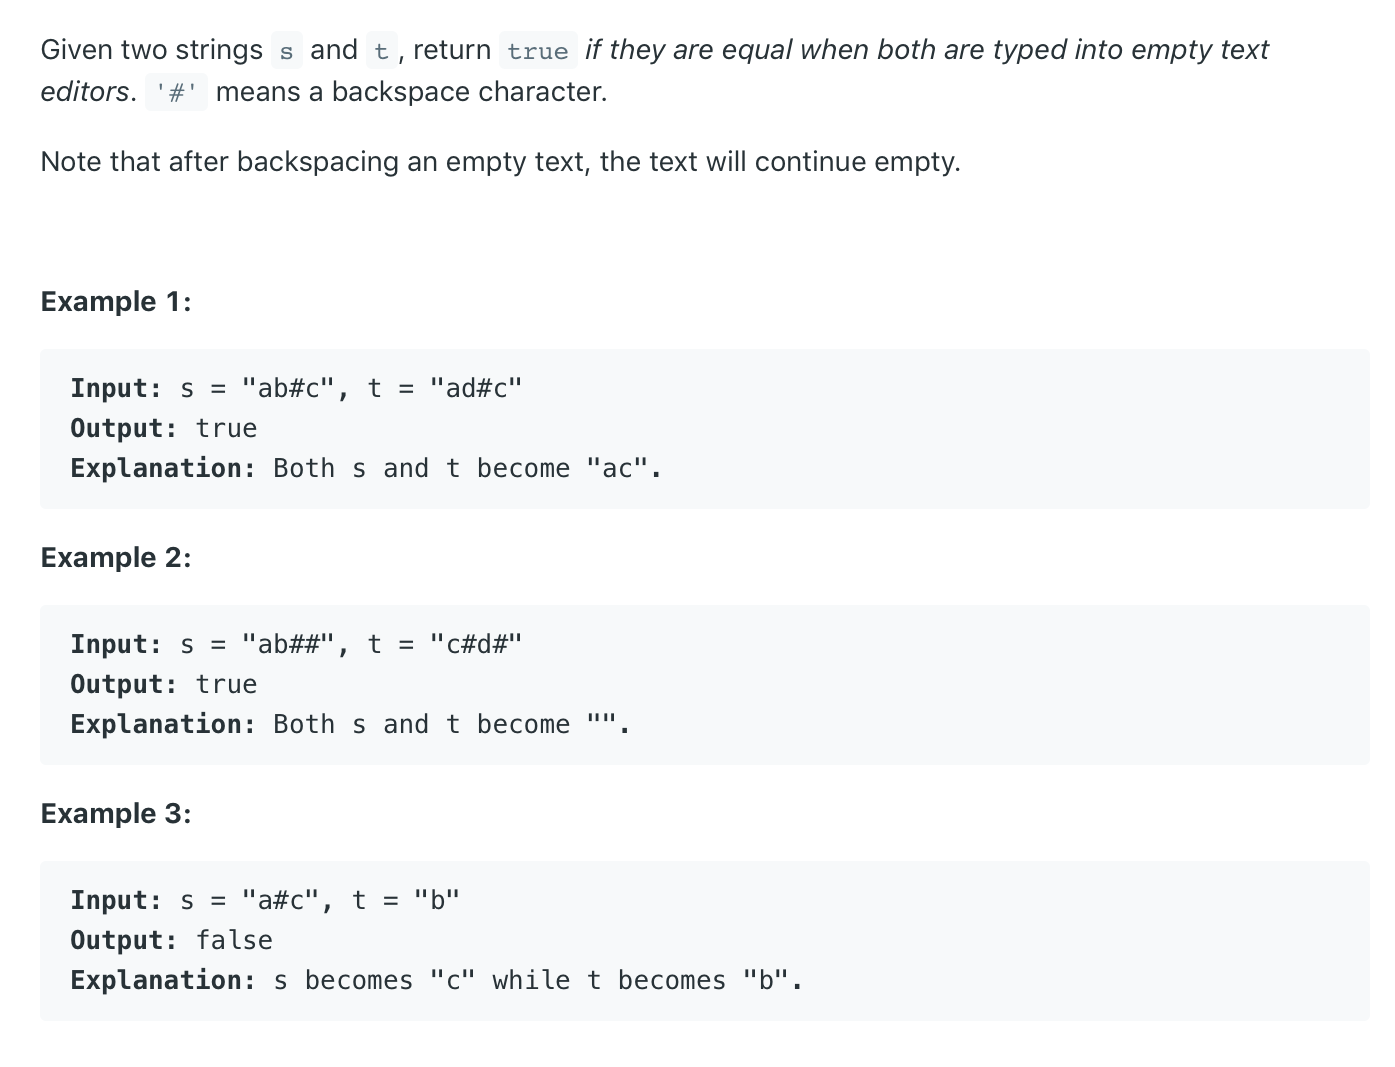 Given two strings s and t, return true if they are equal when both are typed into empty text
editors. '#' means a backspace character.
Note that after backspacing an empty text, the text will continue empty.
Example 1:
Input: s = "ab#c", t = "ad#c"
Output: true
Explanation: Both s and t become "ac".
Example 2:
Input: s = "ab##", t = "c#d#"
Output: true
Explanation: Both s and t become "".
Example 3:
Input: s = "a#c", t = "b"
Output: false
Explanation: s becomes "c" while t becomes "b".